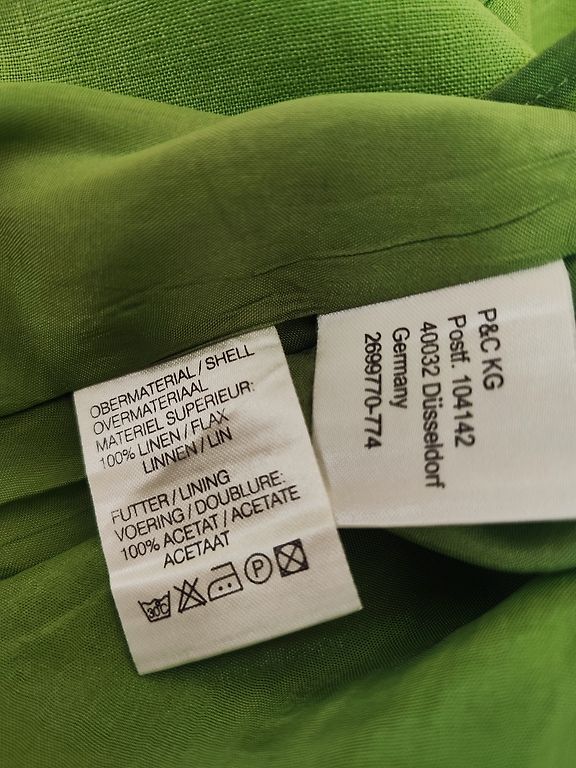 OBERMATERIAL / SHELL
OVERMATERIAAL
MATERIEL SUPERIEUR:
100% LINEN / FLAX
LINNEN / LIN
FUTTER / LINING
VOERING / DOUBLURE:
100% ACETAT / ACETATE
ACETAAT
30°C P
P&C KG
Postf. 104142
40032 Düsseldorf
Germany
2699770-774